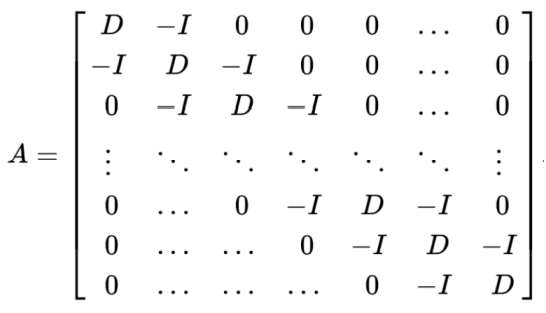 D −I 0 0 0 … 0
−I D −I 0 0 … 0
0 −I D −I 0 … 0
A = ⋮ ⋱ ⋱ ⋱ ⋱ ⋱ ⋮ ,
0 … 0 −I D −I 0
0 … … 0 −I D −I
0 … … … 0 −I D